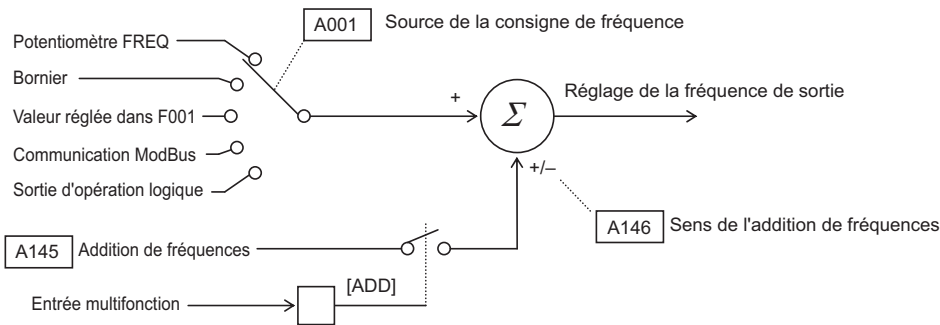 A001 Source de la consigne de fréquence
Potentiomètre FREQ
Bornier
Valeur réglée dans F001
Communication ModBus
Sortie d'opération logique
+
Σ
Réglage de la fréquence de sortie
+/–
A146 Sens de l'addition de fréquences
A145 Addition de fréquences
Entrée multifonction
[ADD]